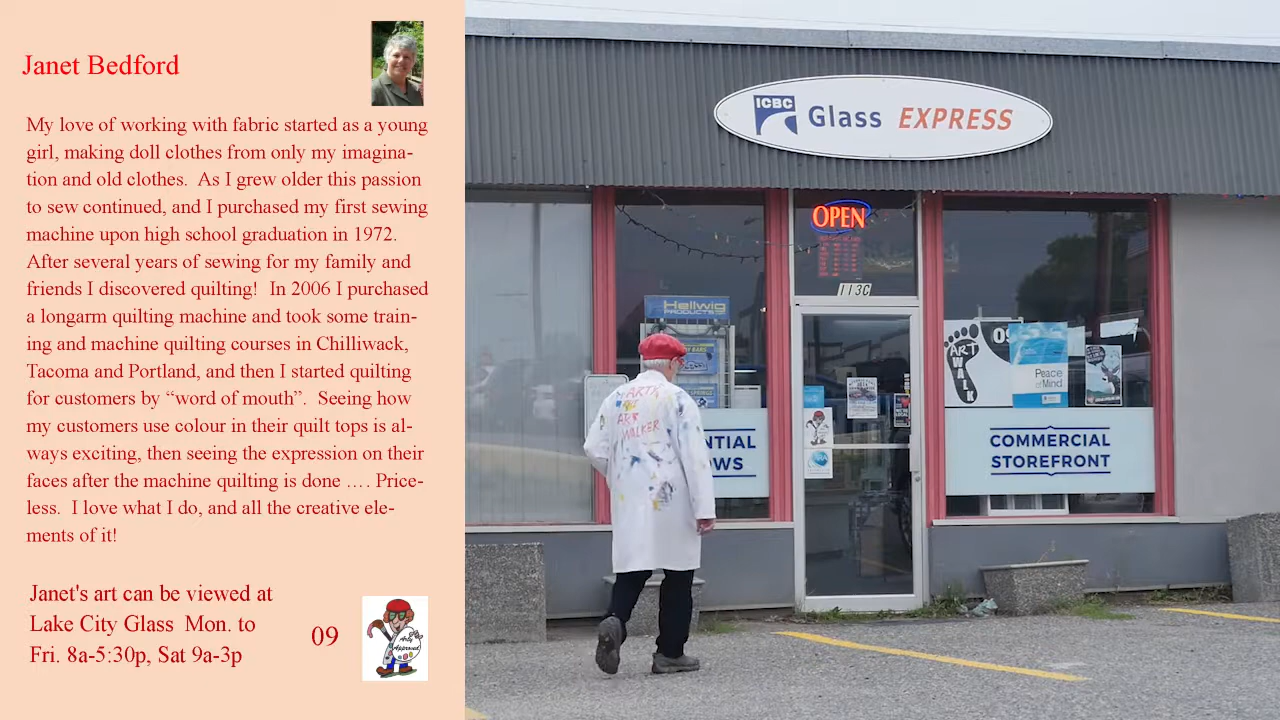 Janet Bedford
My love of working with fabric started as a young
girl, making doll clothes from only my imagina-
tion and old clothes.  As I grew older this passion
to sew continued, and I purchased my first sewing
machine upon high school graduation in 1972.
After several years of sewing for my family and
friends I discovered quilting!  In 2006 I purchased
a longarm quilting machine and took some train-
ing and machine quilting courses in Chilliwack,
Tacoma and Portland, and then I started quilting
for customers by “word of mouth”.  Seeing how
my customers use colour in their quilt tops is al-
ways exciting, then seeing the expression on their
faces after the machine quilting is done …. Price-
less.  I love what I do, and all the creative ele-
ments of it!
Janet's art can be viewed at
Lake City Glass  Mon. to
Fri. 8a-5:30p, Sat 9a-3p
09
Arty
Approved
ICBC
Glass EXPRESS
OPEN
113C
Hellwig
PRODUCTS
ART
WALK
09
Peace
of Mind
ARTY
ART
WALKER
NTIAL
OWS
COMMERCIAL
STOREFRONT